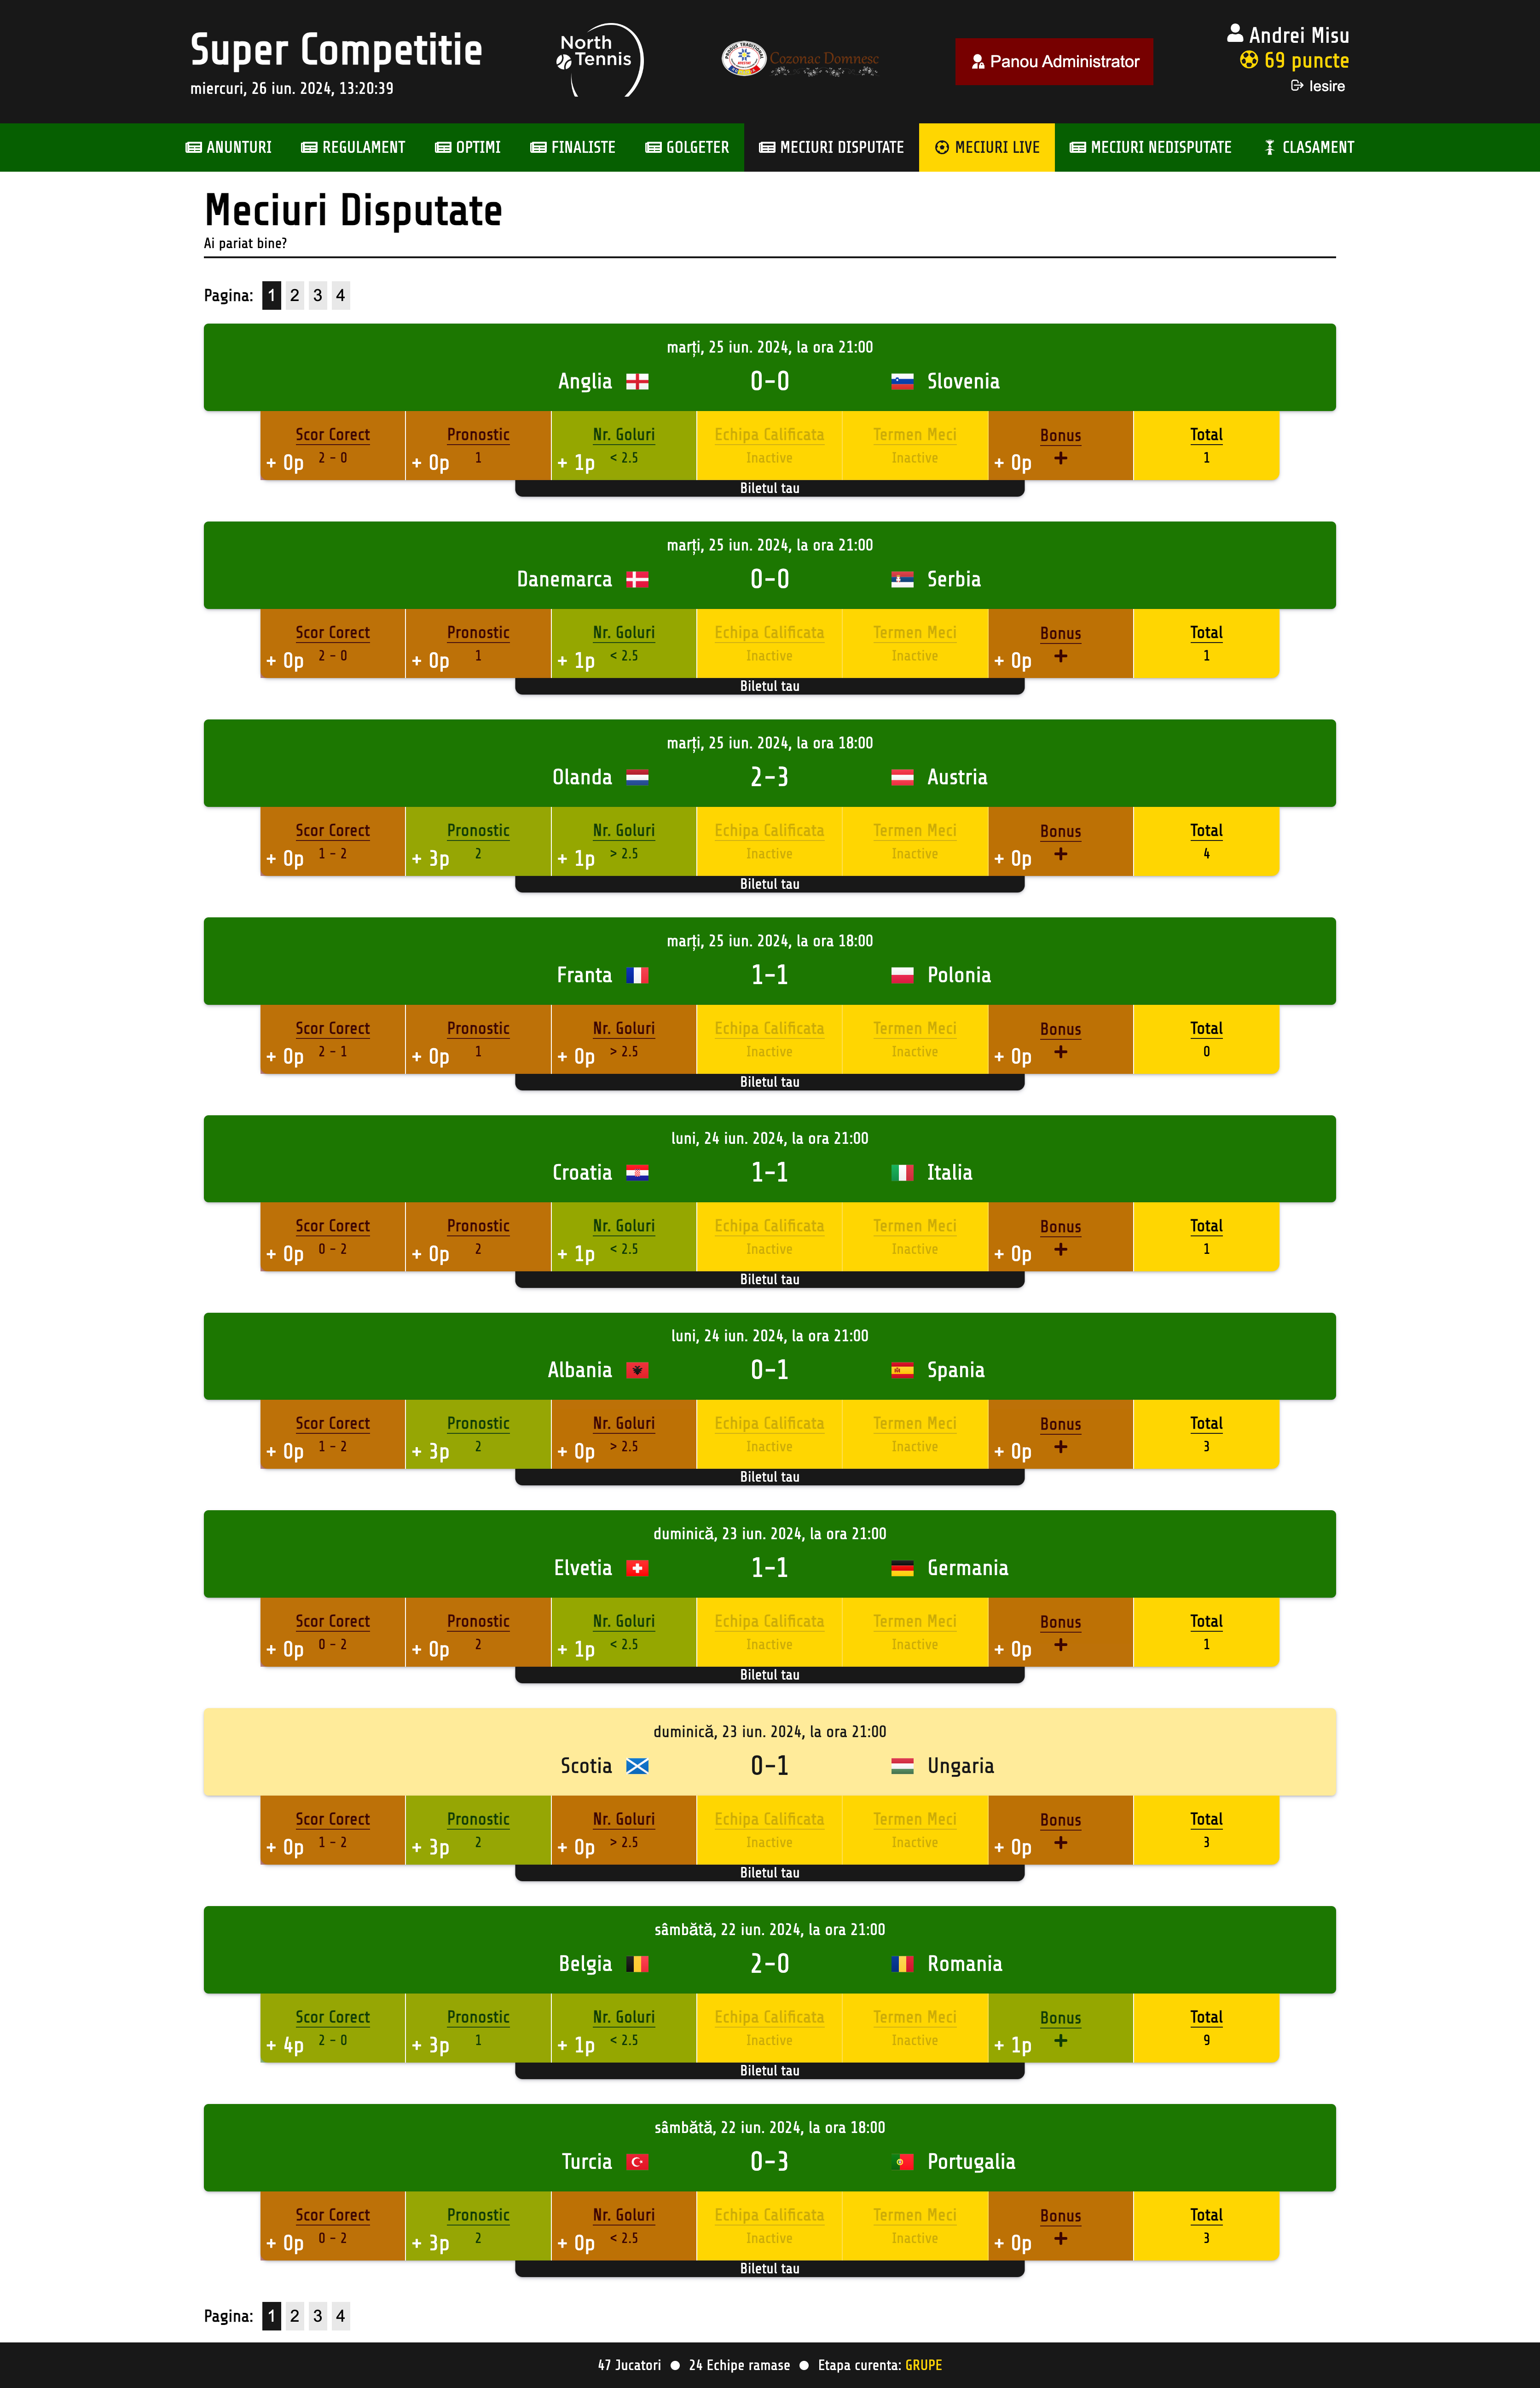 Super Competitie
miercuri, 26 iun. 2024, 13:20:39
North
Tennis
PRODUS TRADITIONAL
Cozonac Domnesc
Panou Administrator
Andrei Misu
69 puncte
Iesire
ANUNTURI REGULAMENT OPTIMI FINALISTE GOLGETER MECIURI DISPUTATE MECIURI LIVE MECIURI NEDISPUTATE CLASAMENT
Meciuri Disputate
Ai pariat bine?
Pagina: 1 2 3 4
marți, 25 iun. 2024, la ora 21:00
Anglia 0-0 Slovenia
Scor Corect Pronostic Nr. Goluri Echipa Calificata Termen Meci Bonus Total
+ 0p 2 - 0 + 0p 1 + 1p < 2.5 Inactive Inactive + 0p + 1
Biletul tau
marți, 25 iun. 2024, la ora 21:00
Danemarca 0-0 Serbia
Scor Corect Pronostic Nr. Goluri Echipa Calificata Termen Meci Bonus Total
+ 0p 2 - 0 + 0p 1 + 1p < 2.5 Inactive Inactive + 0p + 1
Biletul tau
marți, 25 iun. 2024, la ora 18:00
Olanda 2-3 Austria
Scor Corect Pronostic Nr. Goluri Echipa Calificata Termen Meci Bonus Total
+ 0p 1 - 2 + 3p 2 + 1p > 2.5 Inactive Inactive + 0p + 4
Biletul tau
marți, 25 iun. 2024, la ora 18:00
Franta 1-1 Polonia
Scor Corect Pronostic Nr. Goluri Echipa Calificata Termen Meci Bonus Total
+ 0p 2 - 1 + 0p 1 + 0p > 2.5 Inactive Inactive + 0p + 0
Biletul tau
luni, 24 iun. 2024, la ora 21:00
Croatia 1-1 Italia
Scor Corect Pronostic Nr. Goluri Echipa Calificata Termen Meci Bonus Total
+ 0p 0 - 2 + 0p 2 + 1p < 2.5 Inactive Inactive + 0p + 1
Biletul tau
luni, 24 iun. 2024, la ora 21:00
Albania 0-1 Spania
Scor Corect Pronostic Nr. Goluri Echipa Calificata Termen Meci Bonus Total
+ 0p 1 - 2 + 3p 2 + 0p > 2.5 Inactive Inactive + 0p + 3
Biletul tau
duminică, 23 iun. 2024, la ora 21:00
Elvetia 1-1 Germania
Scor Corect Pronostic Nr. Goluri Echipa Calificata Termen Meci Bonus Total
+ 0p 0 - 2 + 0p 2 + 1p < 2.5 Inactive Inactive + 0p + 1
Biletul tau
duminică, 23 iun. 2024, la ora 21:00
Scotia 0-1 Ungaria
Scor Corect Pronostic Nr. Goluri Echipa Calificata Termen Meci Bonus Total
+ 0p 1 - 2 + 3p 2 + 0p > 2.5 Inactive Inactive + 0p + 3
Biletul tau
sâmbătă, 22 iun. 2024, la ora 21:00
Belgia 2-0 Romania
Scor Corect Pronostic Nr. Goluri Echipa Calificata Termen Meci Bonus Total
+ 4p 2 - 0 + 3p 1 + 1p < 2.5 Inactive Inactive + 1p + 9
Biletul tau
sâmbătă, 22 iun. 2024, la ora 18:00
Turcia 0-3 Portugalia
Scor Corect Pronostic Nr. Goluri Echipa Calificata Termen Meci Bonus Total
+ 0p 0 - 2 + 3p 2 + 0p < 2.5 Inactive Inactive + 0p + 3
Biletul tau
Pagina: 1 2 3 4
47 Jucatori ● 24 Echipe ramase ● Etapa curenta: GRUPE